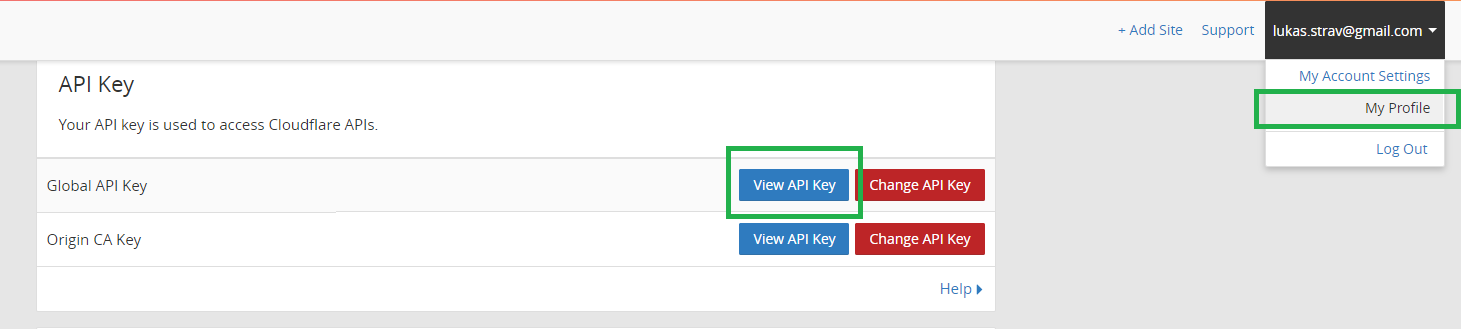 + Add Site Support lukas.strav@gmail.com
My Account Settings
My Profile
Log Out
API Key
Your API key is used to access Cloudflare APIs.
Global API Key View API Key Change API Key
Origin CA Key View API Key Change API Key
Help